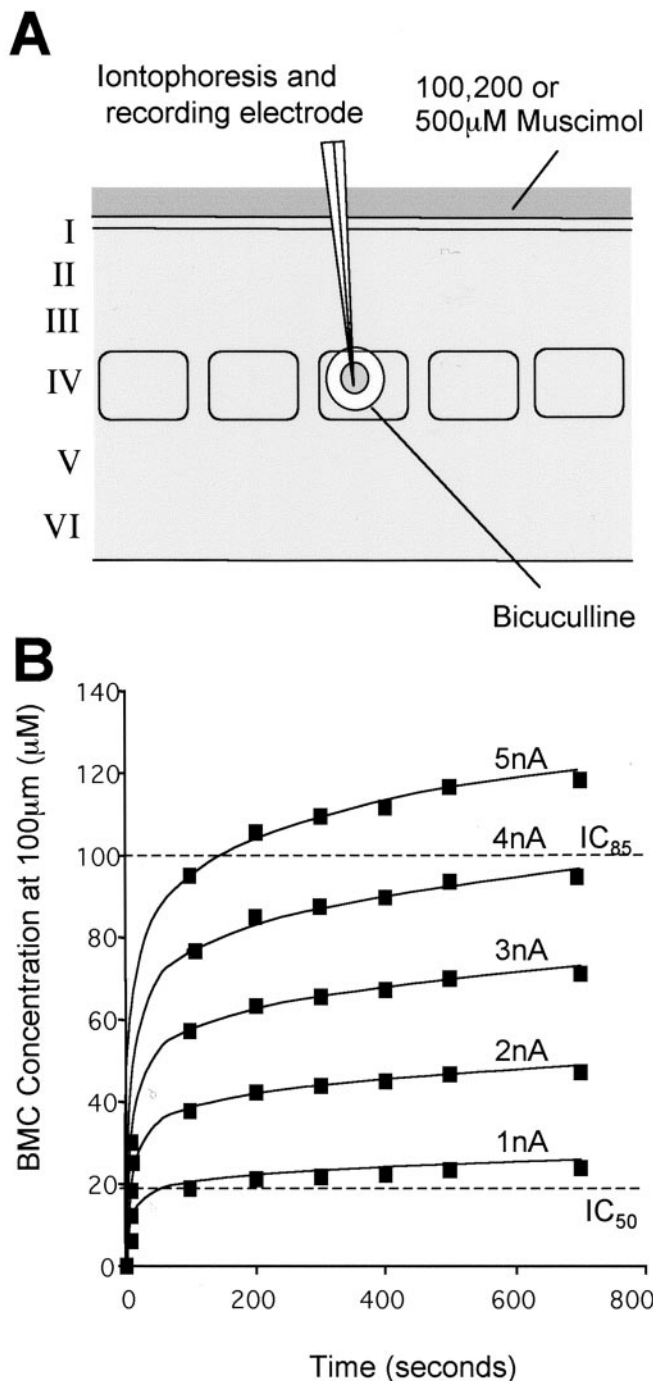 A
Iontophoresis and
recording electrode
100,200 or
500µM Muscimol
I
II
III
IV
V
VI
Bicuculline
B
BMC Concentration at 100µm (µM)
140
120
100
80
60
40
20
0
5nA
4nA
IC85
3nA
2nA
1nA
IC50
0
200
400
600
800
Time (seconds)